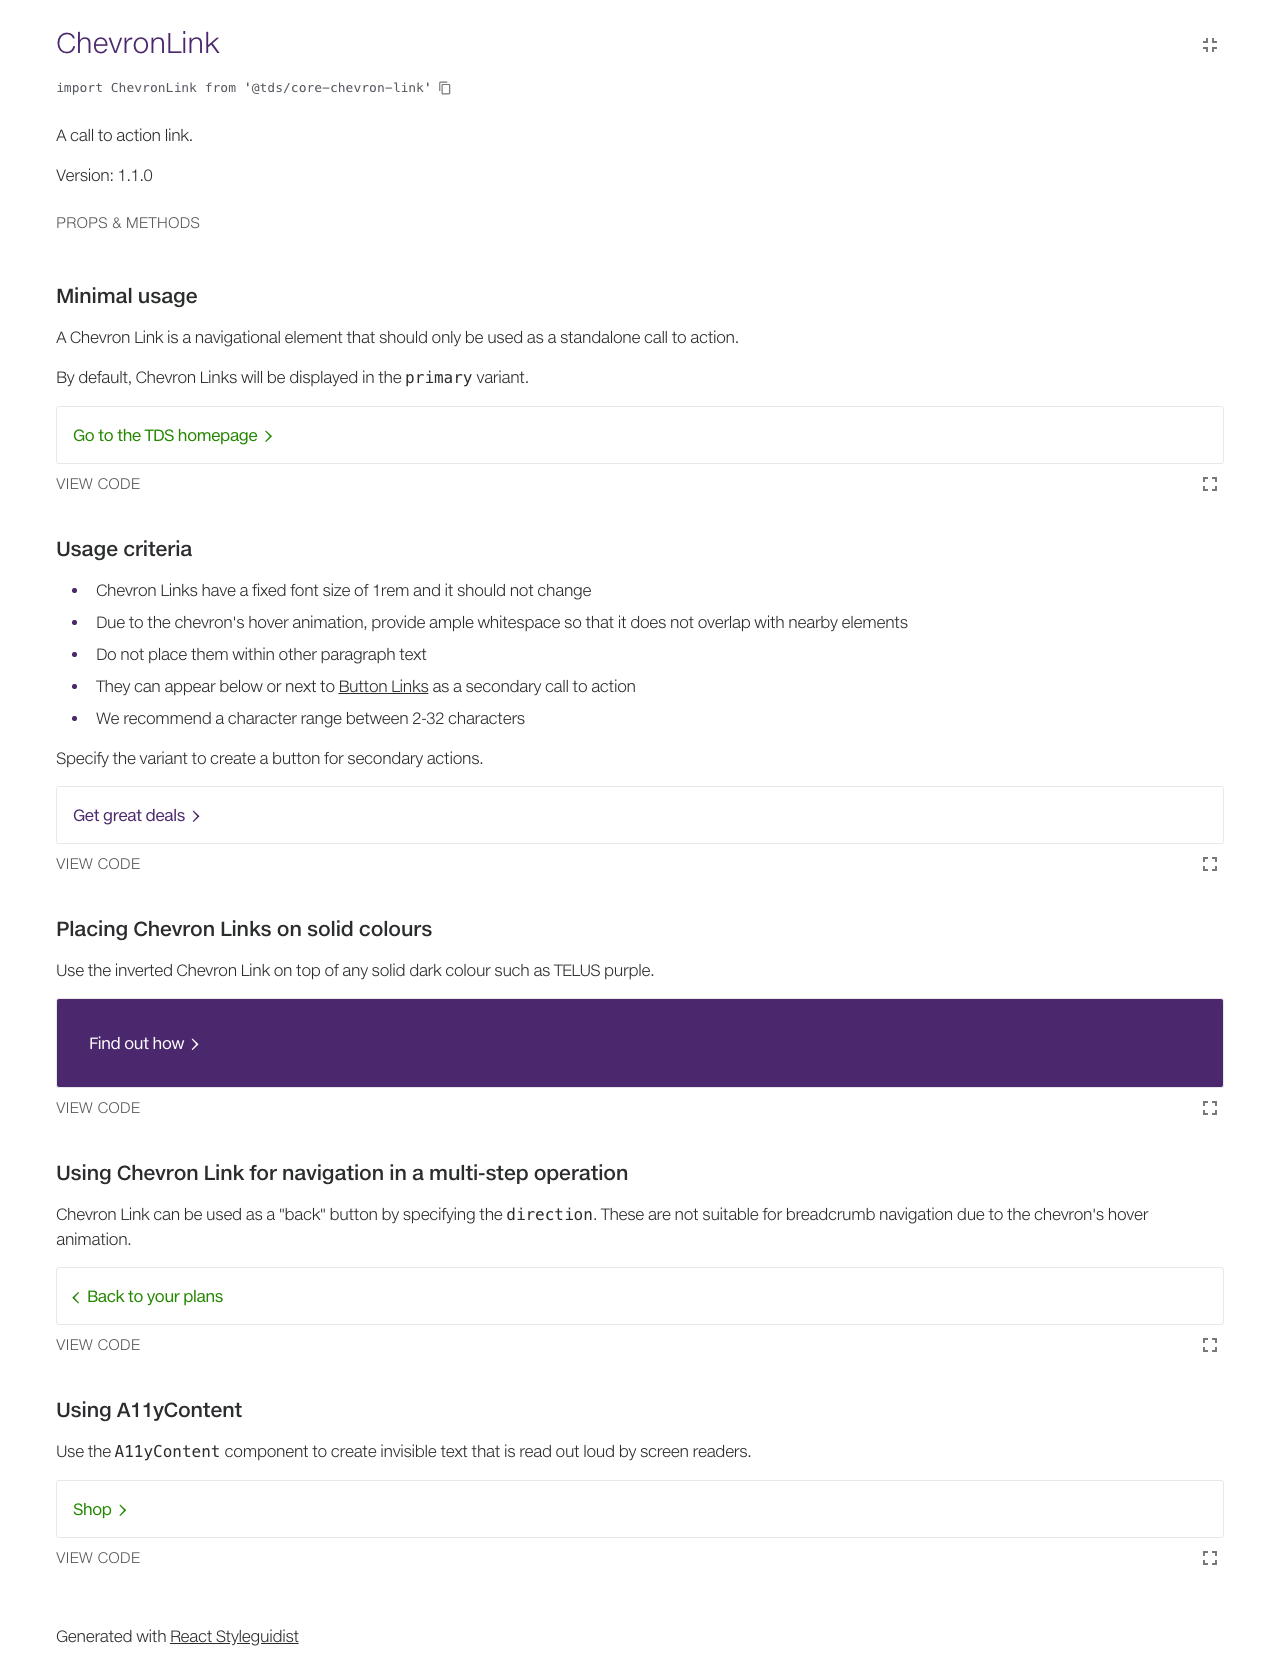 ChevronLink
import ChevronLink from '@tds/core-chevron-link'
A call to action link.
Version: 1.1.0
PROPS & METHODS
Minimal usage
A Chevron Link is a navigational element that should only be used as a standalone call to action.
By default, Chevron Links will be displayed in the primary variant.
Go to the TDS homepage
VIEW CODE
Usage criteria
Chevron Links have a fixed font size of 1rem and it should not change
Due to the chevron's hover animation, provide ample whitespace so that it does not overlap with nearby elements
Do not place them within other paragraph text
They can appear below or next to Button Links as a secondary call to action
We recommend a character range between 2-32 characters
Specify the variant to create a button for secondary actions.
Get great deals
VIEW CODE
Placing Chevron Links on solid colours
Use the inverted Chevron Link on top of any solid dark colour such as TELUS purple.
Find out how
VIEW CODE
Using Chevron Link for navigation in a multi-step operation
Chevron Link can be used as a "back" button by specifying the direction. These are not suitable for breadcrumb navigation due to the chevron's hover
animation.
Back to your plans
VIEW CODE
Using A11yContent
Use the A11yContent component to create invisible text that is read out loud by screen readers.
Shop
VIEW CODE
Generated with React Styleguidist